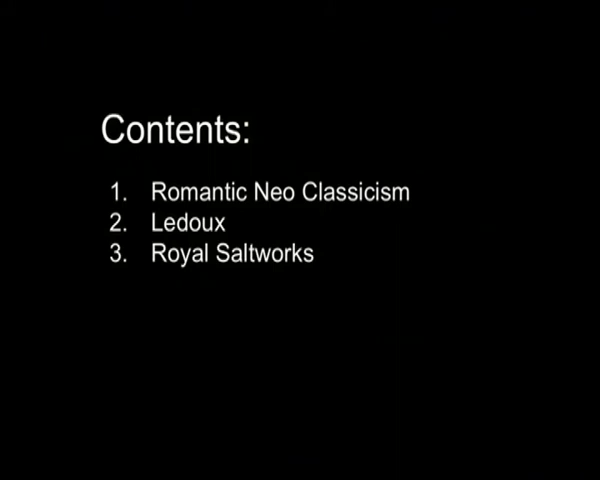 Contents:
1. Romantic Neo Classicism
2. Ledoux
3. Royal Saltworks